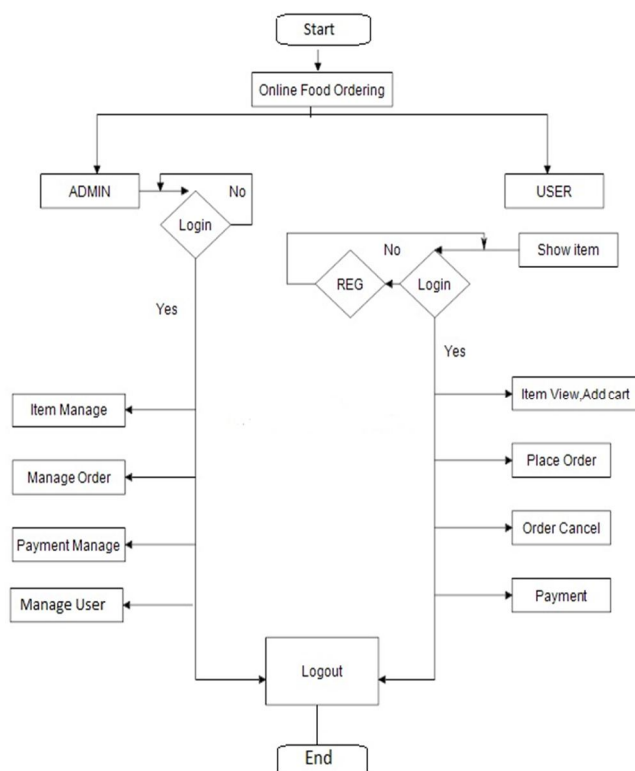 Start
Online Food Ordering
ADMIN
No
USER
Login
No
Show item
REG
Login
Yes
Yes
Item View,Add cart
Item Manage
Place Order
Manage Order
Order Cancel
Payment Manage
Payment
Manage User
Logout
End